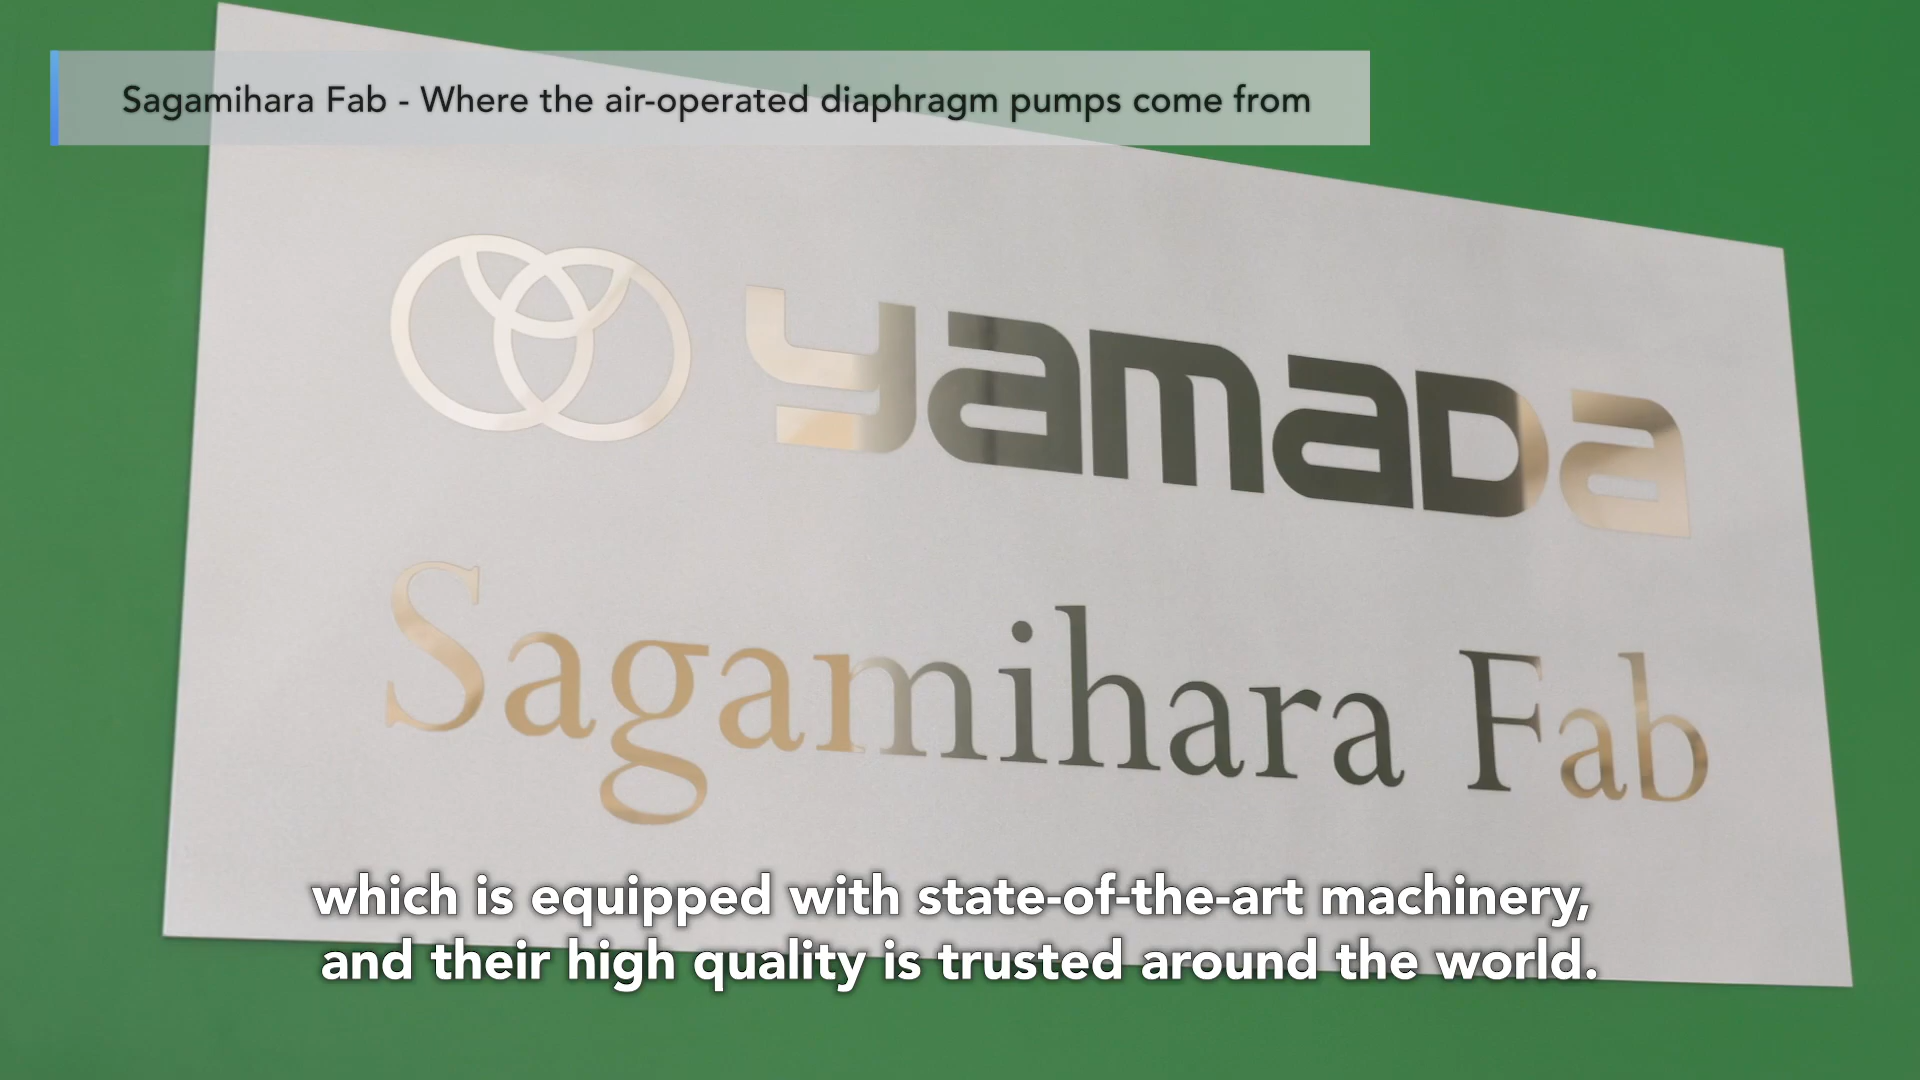 Sagamihara Fab - Where the air-operated diaphragm pumps come from
yamada
Sagamihara Fab
which is equipped with state-of-the-art machinery,
and their high quality is trusted around the world.